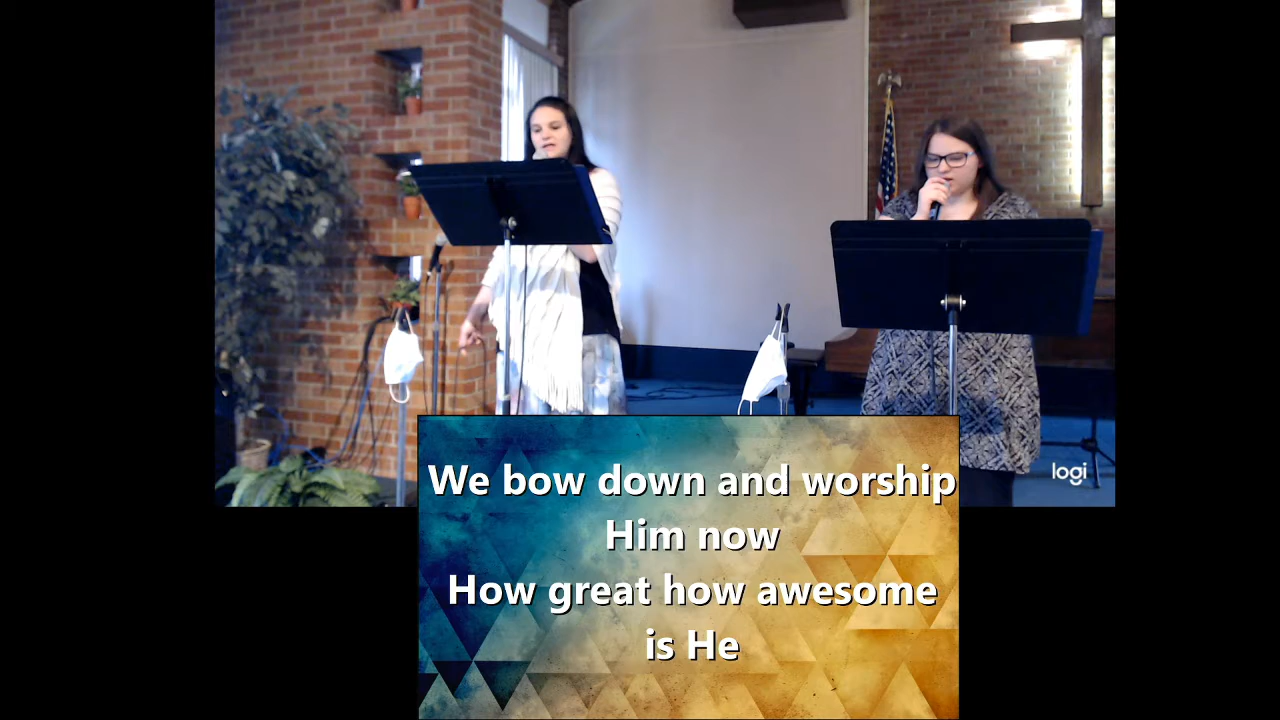 logi
We bow down and worship
Him now
How great how awesome
is He